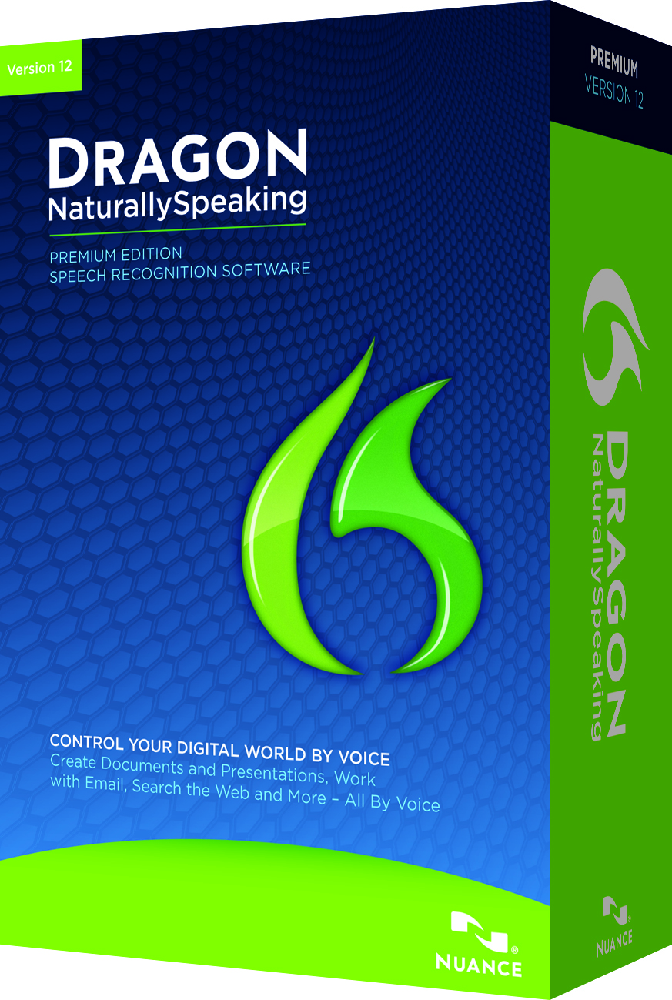 Version 12
DRAGON
NaturallySpeaking
PREMIUM EDITION
SPEECH RECOGNITION SOFTWARE
CONTROL YOUR DIGITAL WORLD BY VOICE
Create Documents and Presentations, Work
with Email, Search the Web and More – All By Voice
NUANCE
®
PREMIUM
VERSION 12
DRAGON
NaturallySpeaking
®
NUANCE